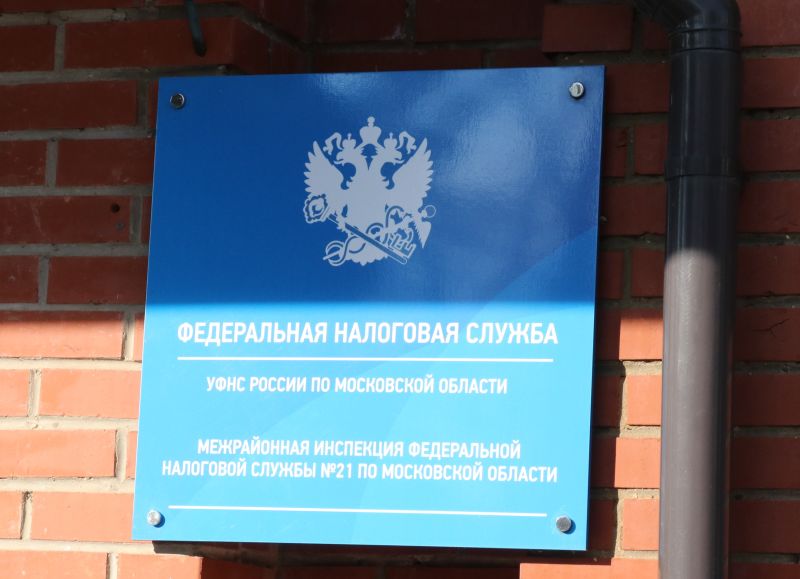 ФЕДЕРАЛЬНАЯ НАЛОГОВАЯ СЛУЖБА
УФНС РОССИИ ПО МОСКОВСКОЙ ОБЛАСТИ
МЕЖРАЙОННАЯ ИНСПЕКЦИЯ ФЕДЕРАЛЬНОЙ
НАЛОГОВОЙ СЛУЖБЫ №21 ПО МОСКОВСКОЙ ОБЛАСТИ